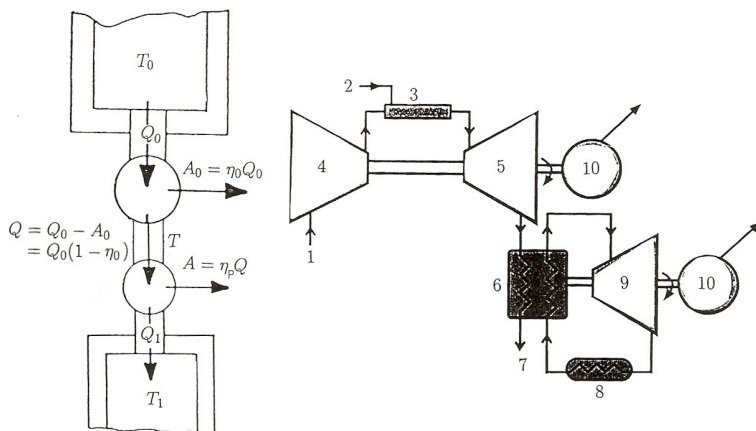 T₀
Q₀
A₀ = η₀Q₀
Q = Q₀ − A₀
= Q₀(1 − η₀)
T
A = ηₚQ
Q₁
T₁
2
3
4
5
10
1
6
9
10
7
8